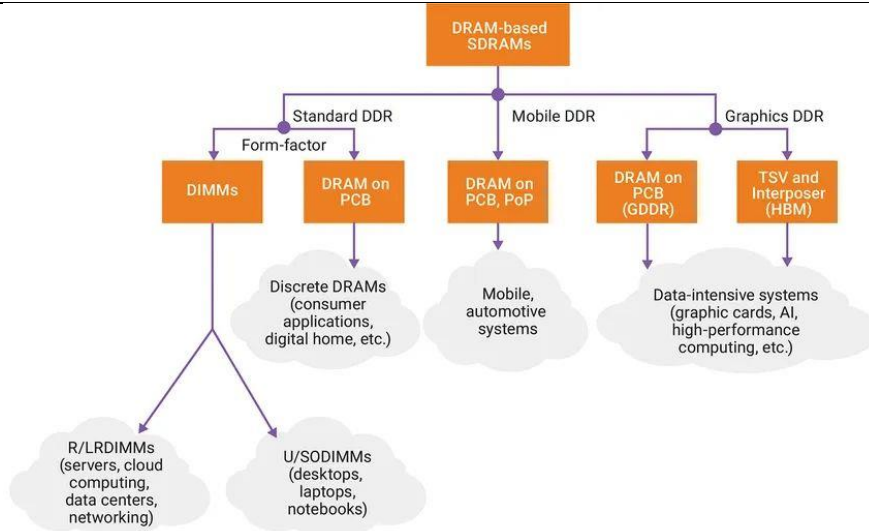 DRAM-based
SDRAMs
Standard DDR
Mobile DDR
Graphics DDR
Form-factor
DIMMs
DRAM on
PCB
DRAM on
PCB, PoP
DRAM on
PCB
(GDDR)
TSV and
Interposer
(HBM)
Discrete DRAMs
(consumer
applications,
digital home, etc.)
Mobile,
automotive
systems
Data-intensive systems
(graphic cards, AI,
high-performance
computing, etc.)
R/LRDIMMs
(servers, cloud
computing,
data centers,
networking)
U/SODIMMs
(desktops,
laptops,
notebooks)